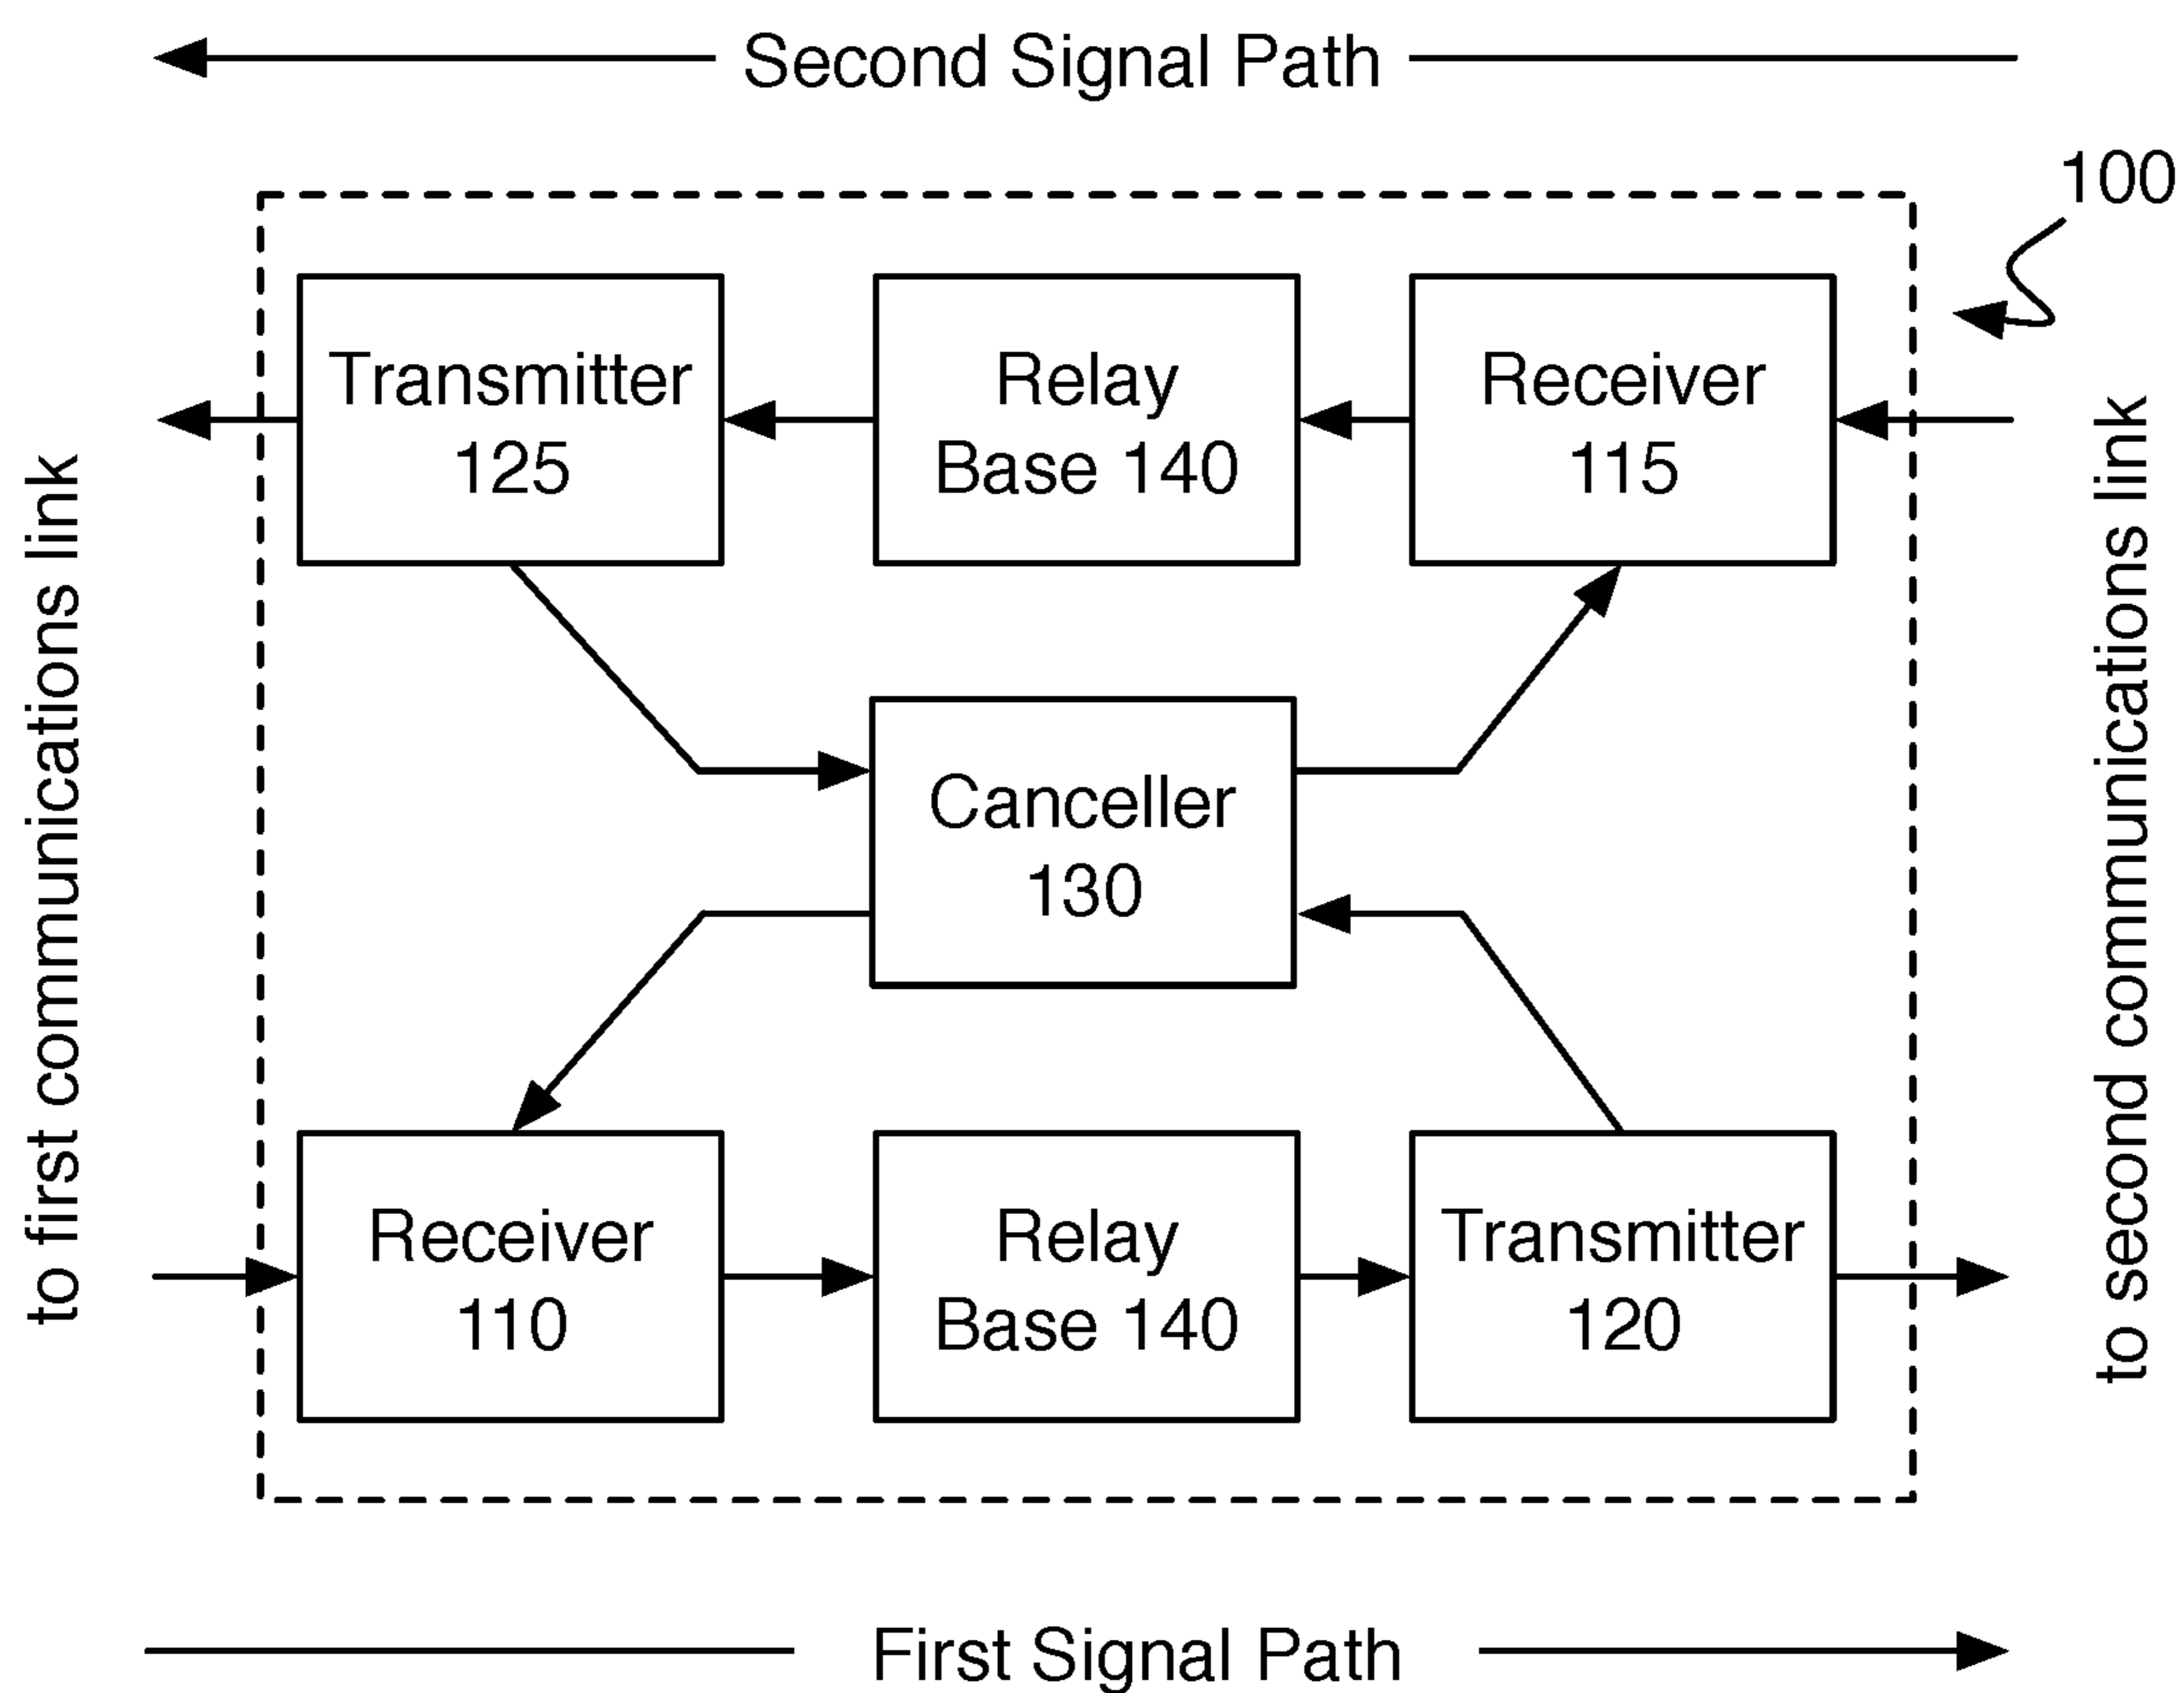 Second Signal Path
100
Transmitter
125
Relay
Base 140
Receiver
115
to first communications link
to second communications link
Canceller
130
Receiver
110
Relay
Base 140
Transmitter
120
First Signal Path